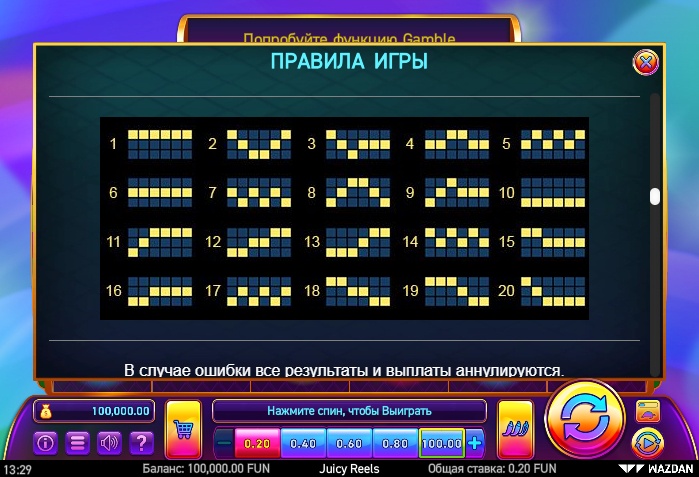 Попробуйте функцию Gamble
ПРАВИЛА ИГРЫ
1 2 3 4 5
6 7 8 9 10
11 12 13 14 15
16 17 18 19 20
В случае ошибки все результаты и выплаты аннулируются.
100,000.00
Нажмите спин, чтобы Выиграть
0.20 0.40 0.60 0.80 100.00
13:29 Баланс: 100,000.00 FUN Juicy Reels Общая ставка: 0.20 FUN WAZDAN